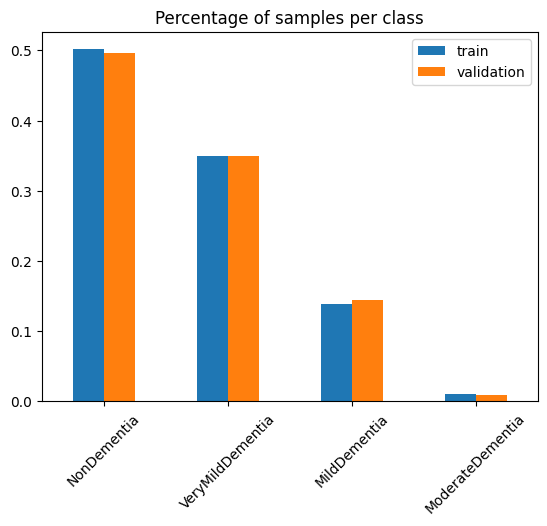 Percentage of samples per class
train
validation
0.5
0.4
0.3
0.2
0.1
0.0
NonDementia
VeryMildDementia
MildDementia
ModerateDementia